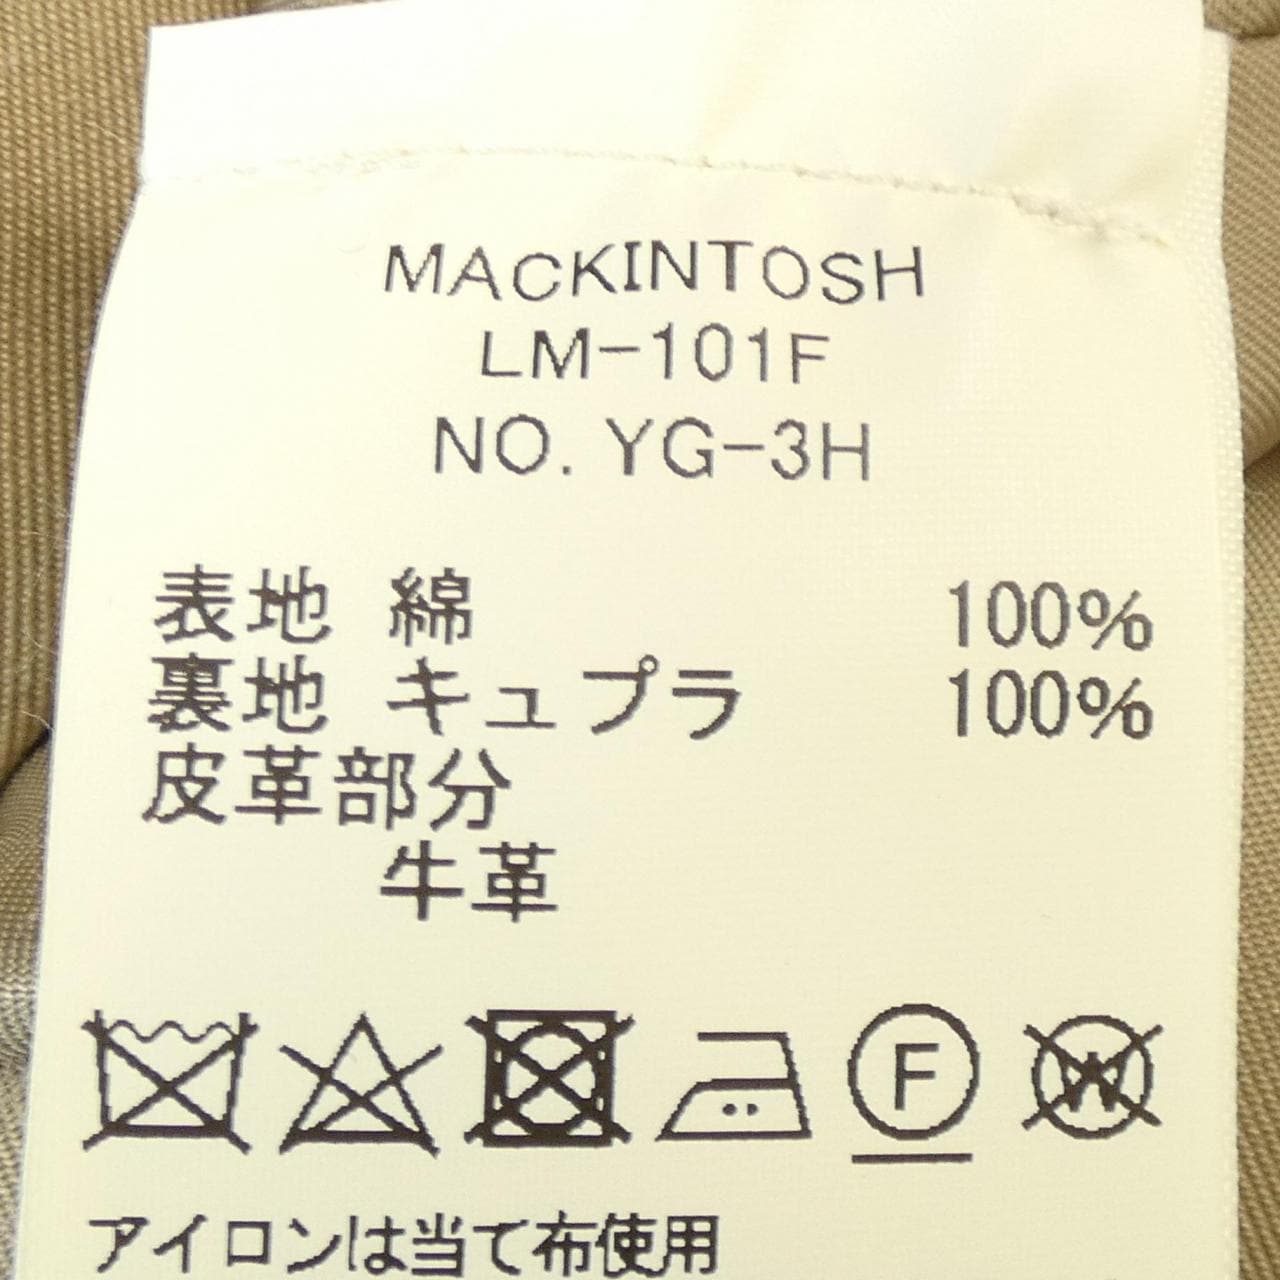 MACKINTOSH
LM-101F
NO. YG-3H
表地 綿 100%
裏地 キュプラ 100%
皮革部分
牛革
F W
アイロンは当て布使用